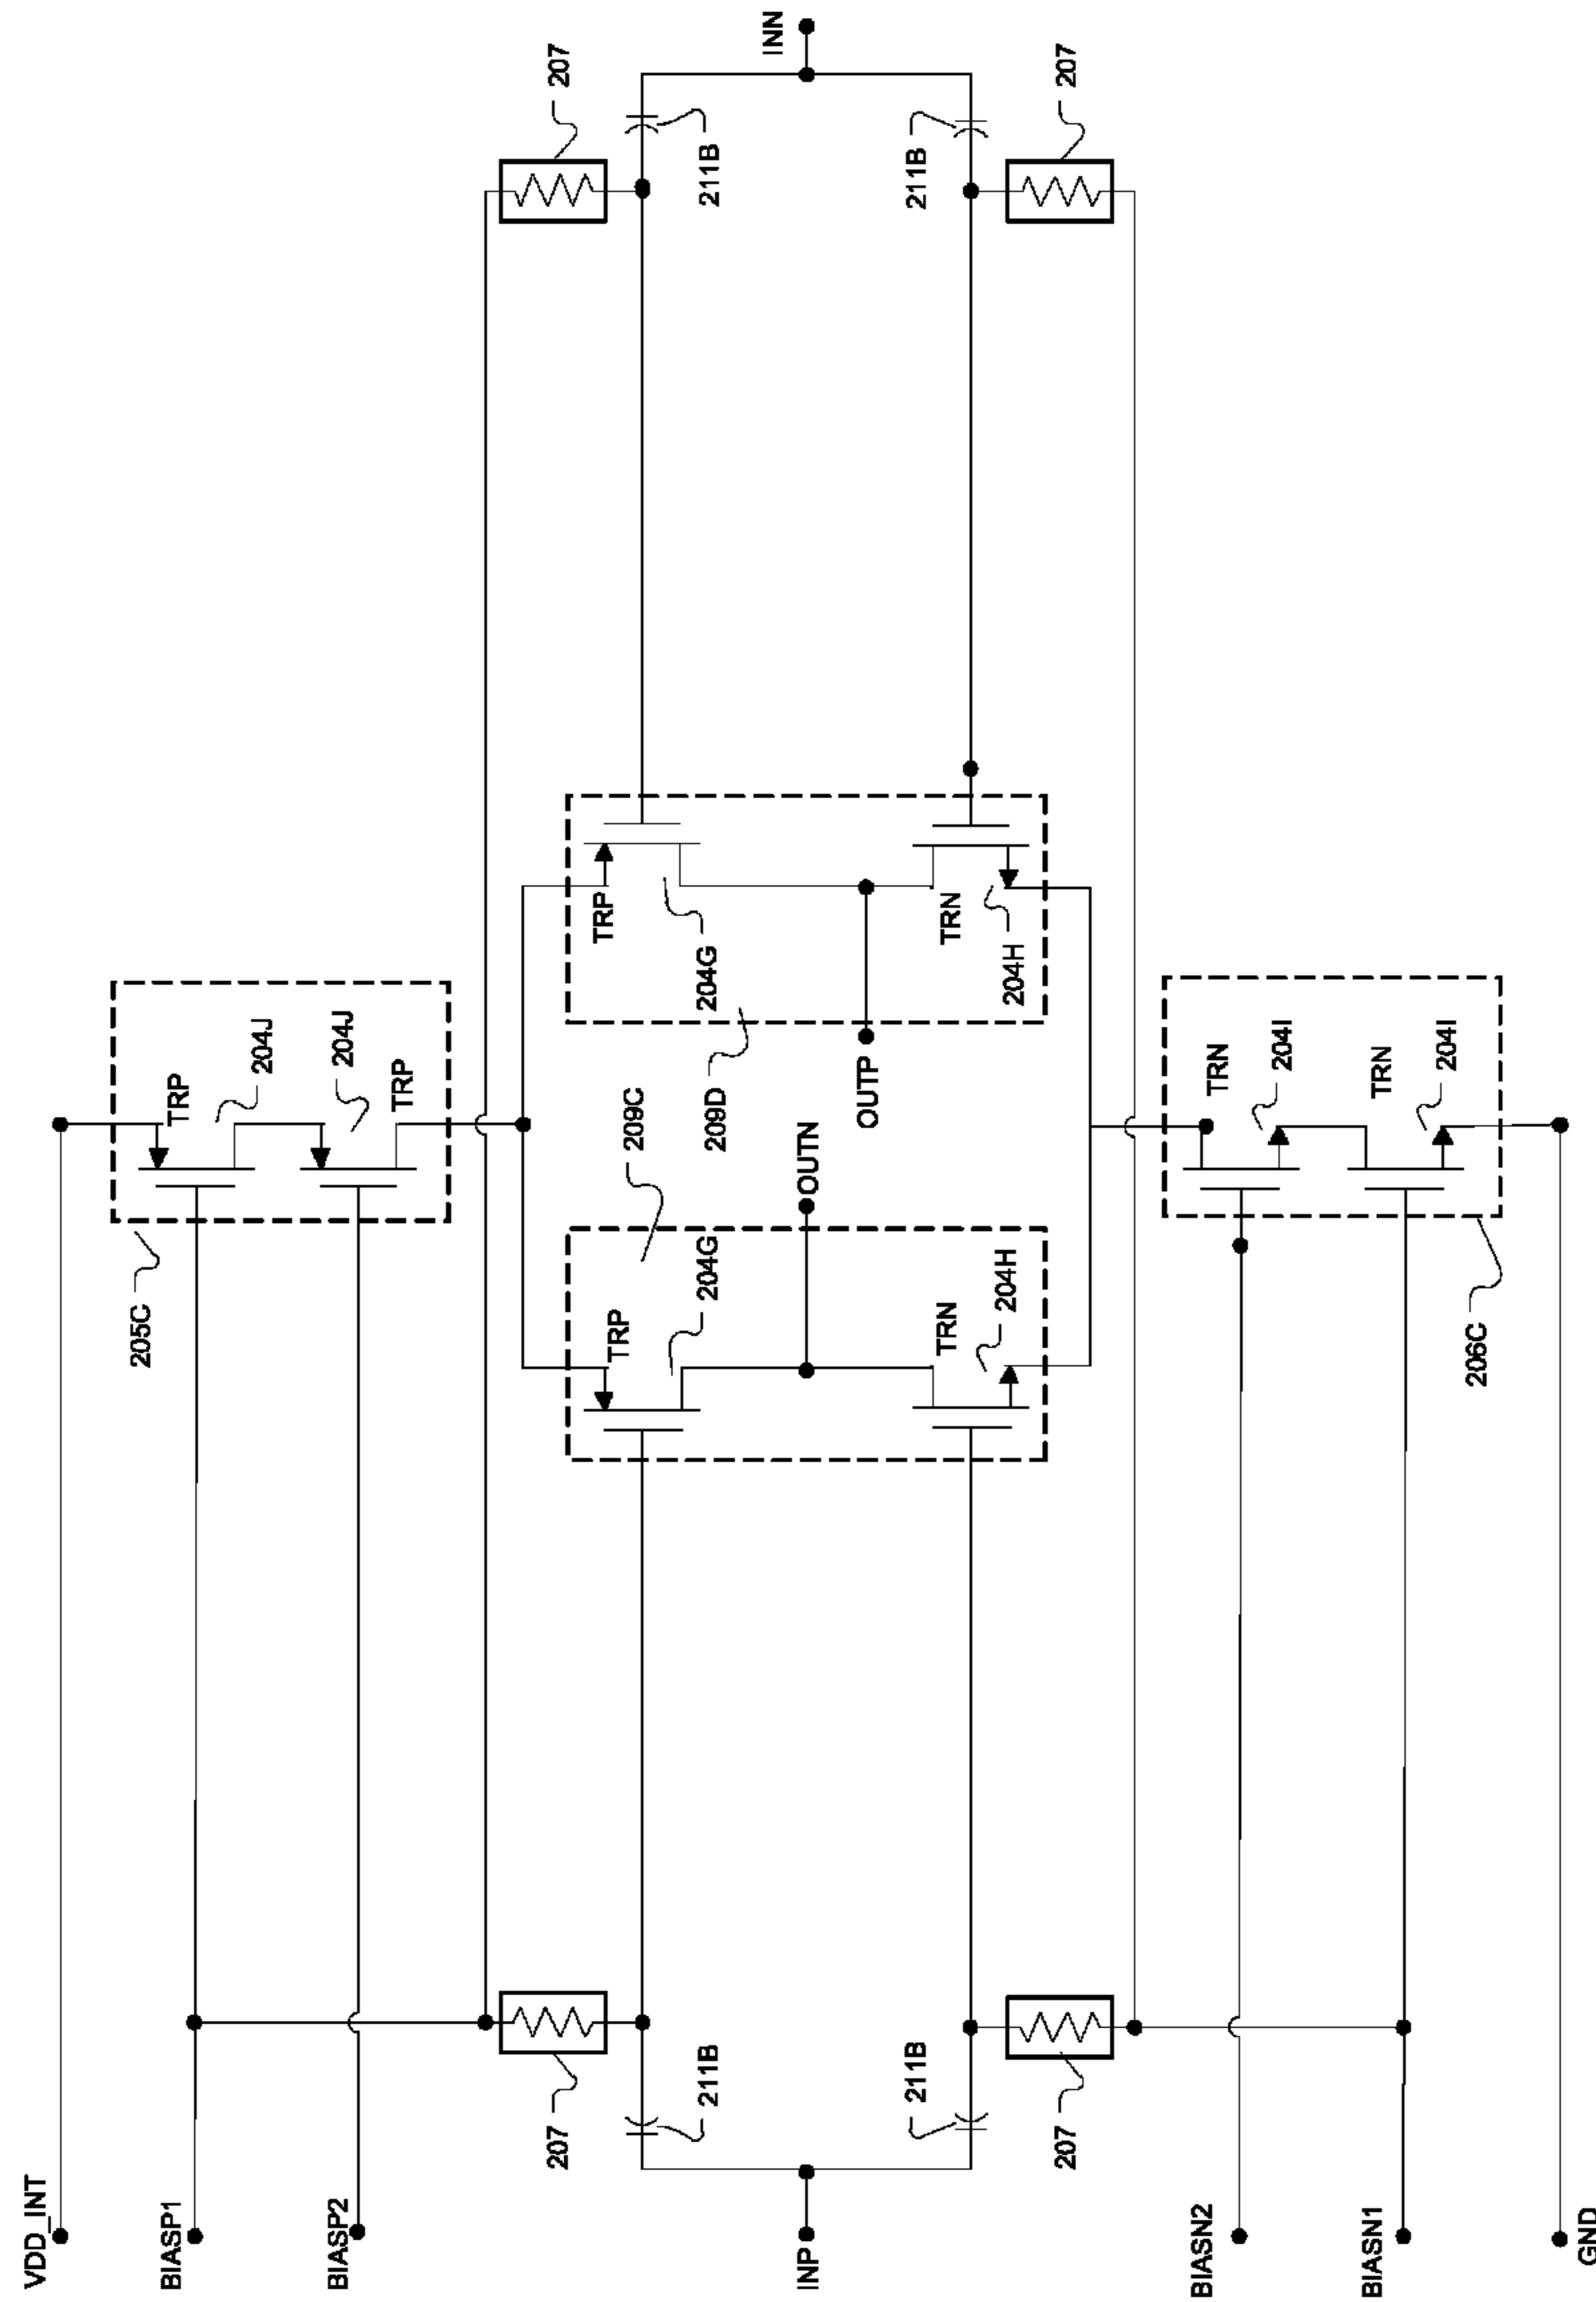 VDD_INT
205C
BIASP1
TRP
204J
BIASP2
204J
TRP
207
207
TRP
TRP
209C
211B
204G
204G
211B
209D
INN
INP
OUTN
OUTP
211B
211B
TRN
TRN
204H
204H
207
207
BIASN2
TRN
204I
BIASN1
TRN
204I
206C
GND